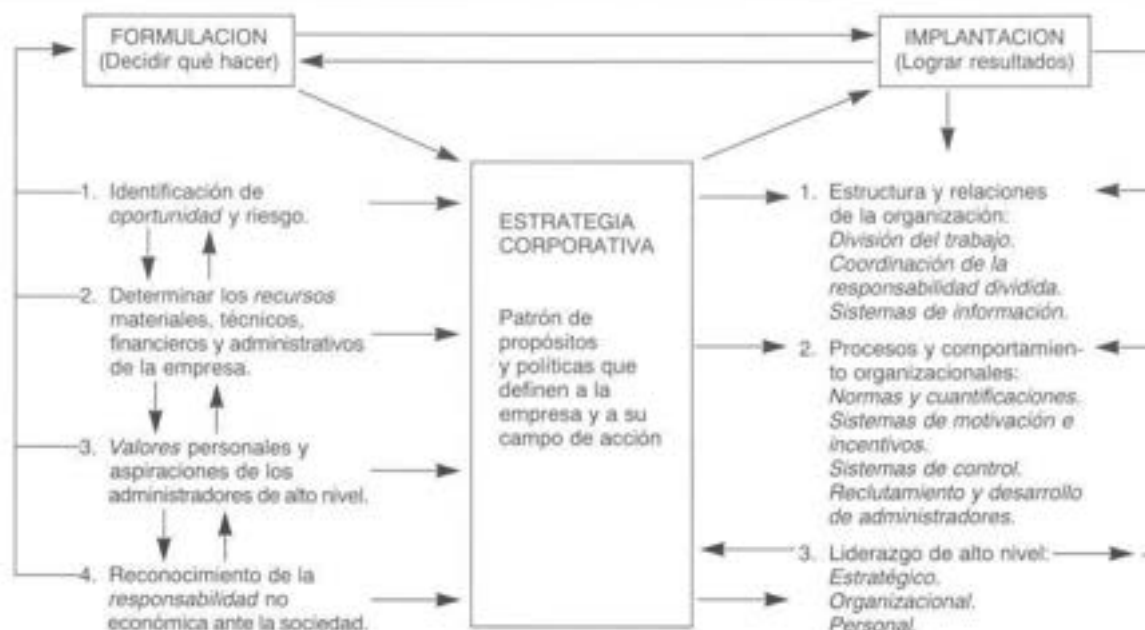 FORMULACION
(Decidir qué hacer)
IMPLANTACION
(Lograr resultados)
1. Identificación de
oportunidad y riesgo.
2. Determinar los recursos
materiales, técnicos,
financieros y administrativos
de la empresa.
3. Valores personales y
aspiraciones de los
administradores de alto nivel.
4. Reconocimiento de la
responsabilidad no
económica ante la sociedad.
ESTRATEGIA
CORPORATIVA
Patrón de
propósitos
y políticas que
definen a la
empresa y a su
campo de acción
1. Estructura y relaciones
de la organización:
División del trabajo.
Coordinación de la
responsabilidad dividida.
Sistemas de información.
2. Procesos y comportamien-
to organizacionales:
Normas y cuantificaciones.
Sistemas de motivación e
incentivos.
Sistemas de control.
Reclutamiento y desarrollo
de administradores.
3. Liderazgo de alto nivel:
Estratégico.
Organizacional.
Personal.